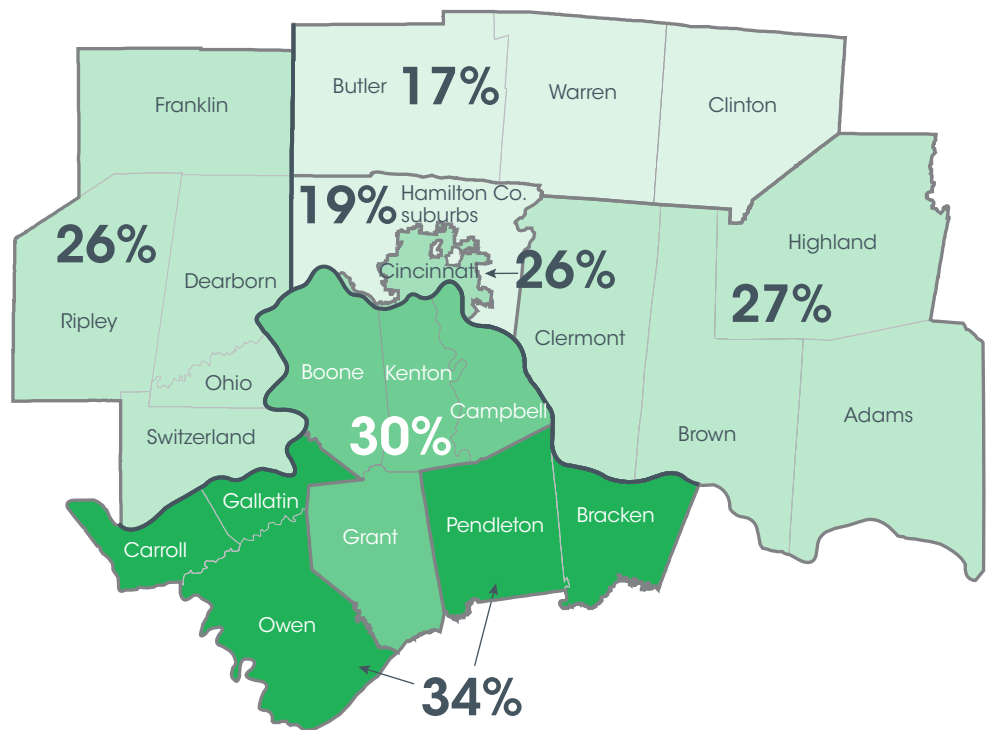 Butler 17%
Warren
Clinton
Franklin
19% Hamilton Co.
suburbs
26%
Highland
Cincinnati
26%
Dearborn
27%
Ripley
Clermont
Boone
Kenton
Ohio
Campbell
Adams
Switzerland
30%
Brown
Gallatin
Bracken
Pendleton
Grant
Carroll
Owen
34%